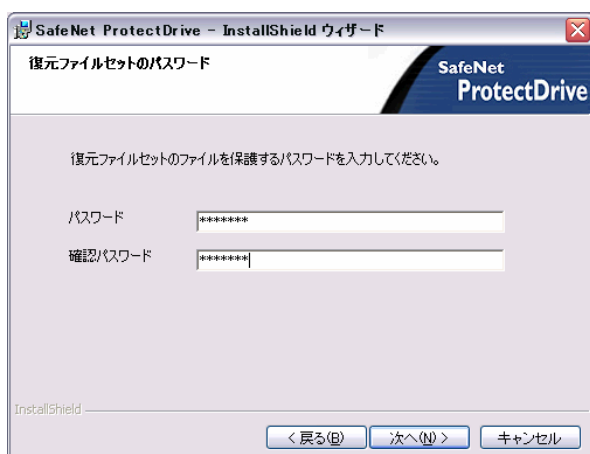 SafeNet ProtectDrive - InstallShield ウィザード
復元ファイルセットのパスワード
SafeNet
ProtectDrive
復元ファイルセットのファイルを保護するパスワードを入力してください。
パスワード
*******
確認パスワード
*******
InstallShield
< 戻る(B)
次へ(N) >
キャンセル